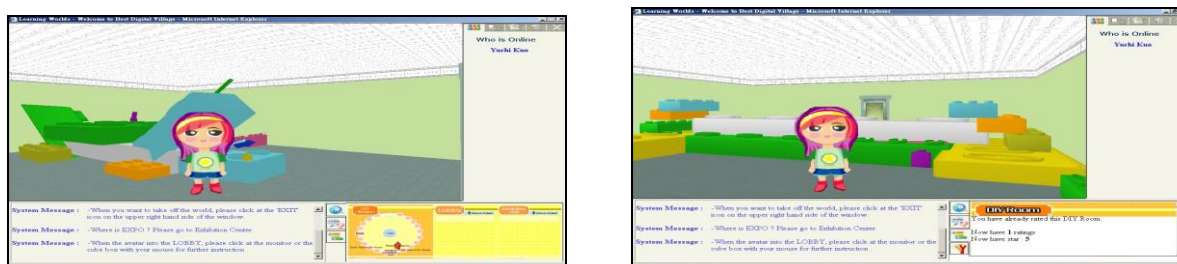 Learning Worlds - Welcome to Best Digital Village - Microsoft Internet Explorer
Who is Online
Yuehi Kuo
System Message : -When you want to take off the world, please click at the 'EXIT'
icon on the upper right hand side of the window
System Message : -Where is EXPO ? Please go to Exhibition Center
System Message : -When the avatar into the LOBBY, please click at the monitor or the
cube box with your mouse for further instruction .
Lobby
Learning Worlds - Welcome to Best Digital Village - Microsoft Internet Explorer
Who is Online
Yuehi Kuo
System Message : -When you want to take off the world, please click at the 'EXIT'
icon on the upper right hand side of the window
System Message : -Where is EXPO ? Please go to Exhibition Center
System Message : -When the avatar into the LOBBY, please click at the monitor or the
cube box with your mouse for further instruction .
DIY Room
You have already rated this DIY Room.
Now have 1 ratings
Now have star : 5